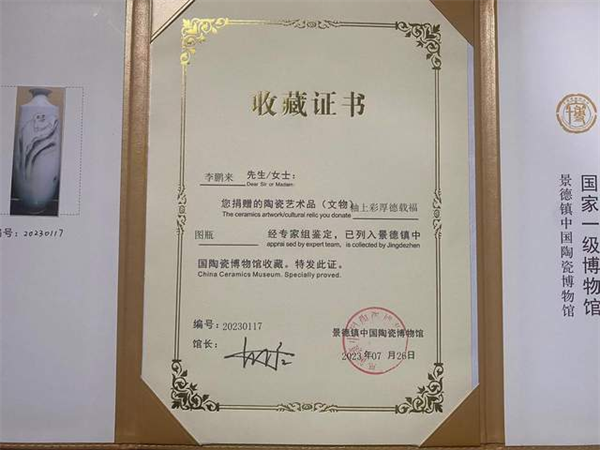 编号：20230117
收藏证书
李鹏来 先生/女士：
Dear Sir or Madam:
您捐赠的陶瓷艺术品（文物）釉上彩厚德载福
The ceramics artwork/cultural relic you donate
图瓶 经专家组鉴定，已列入景德镇中
appraised by expert team, is collected by Jingdezhen
国陶瓷博物馆收藏。特发此证。
China Ceramics Museum. Specially proved.
编号：20230117
景德镇中国陶瓷博物馆
馆长：
2023年07月26日
国家一级博物馆
景德镇中国陶瓷博物馆